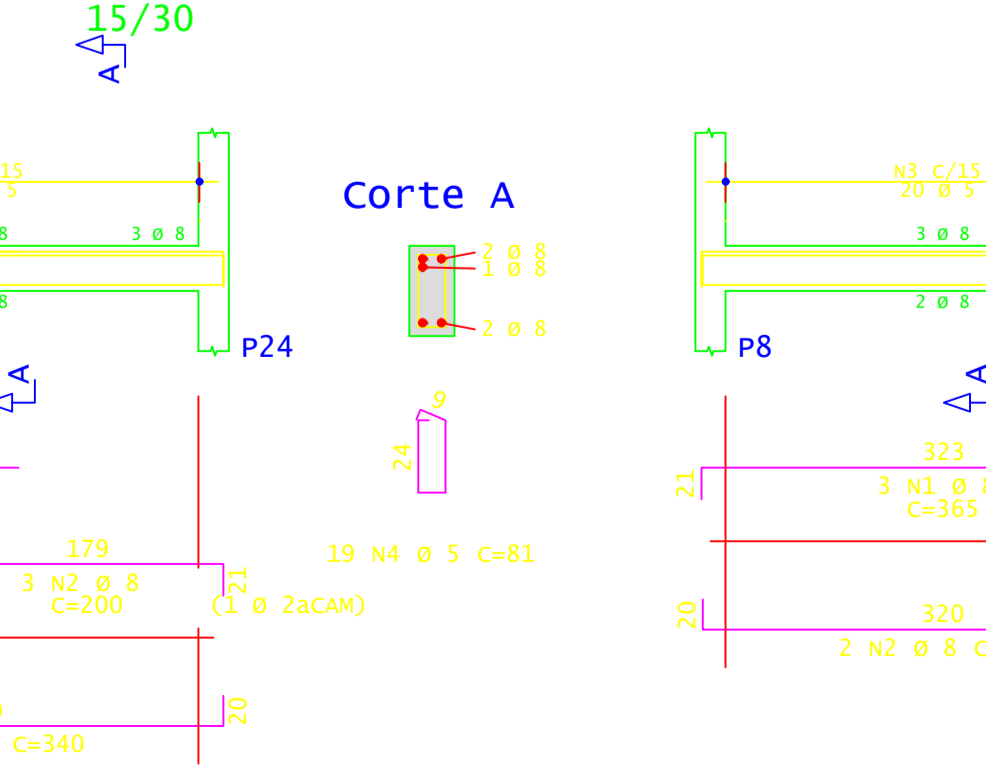 15/30
A
15
5
8
3 Ø 8
8
P24
A
Corte A
2 Ø 8
1 Ø 8
2 Ø 8
N3 C/15
20 Ø 5
3 Ø 8
2 Ø 8
P8
A
9
24
19 N4 Ø 5 C=81
179
21
3 N2 Ø 8
C=200
(1 Ø 2aCAM)
20
C=340
323
21
3 N1 Ø 8
C=365
320
20
2 N2 Ø 8 C